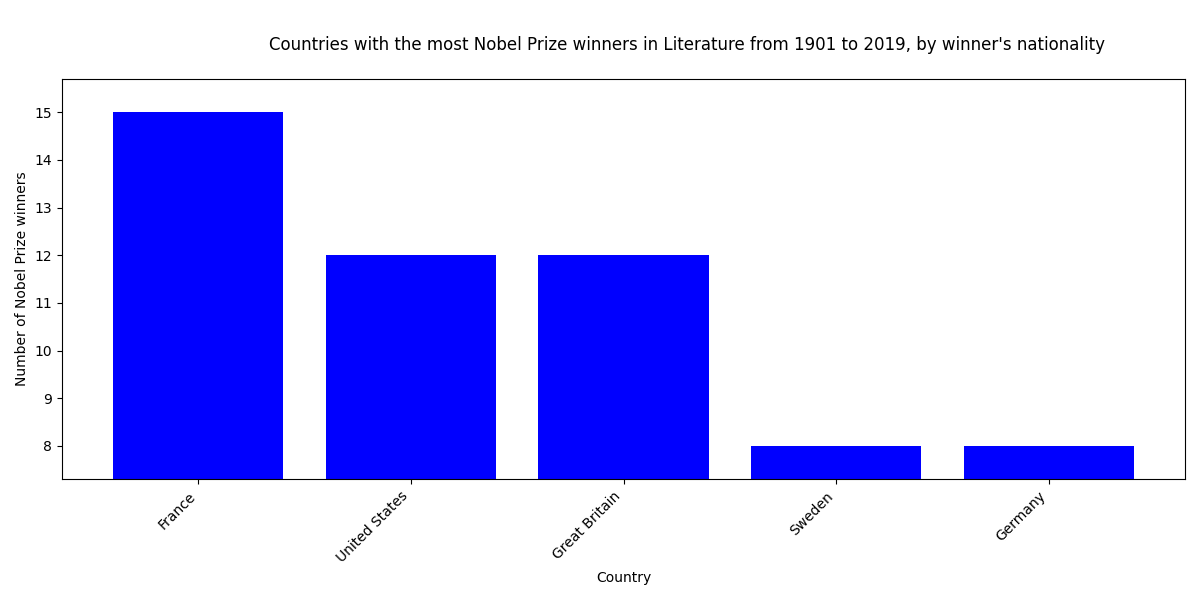 Countries with the most Nobel Prize winners in Literature from 1901 to 2019, by winner's nationality
Number of Nobel Prize winners
15
14
13
12
11
10
9
8
France
United States
Great Britain
Sweden
Germany
Country